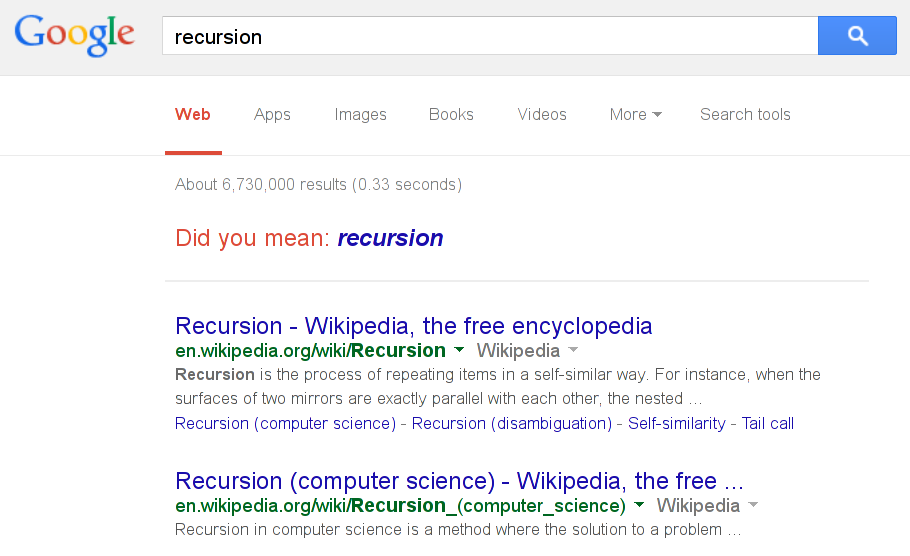 Google
recursion
Web Apps Images Books Videos More Search tools
About 6,730,000 results (0.33 seconds)
Did you mean: recursion
Recursion - Wikipedia, the free encyclopedia
en.wikipedia.org/wiki/Recursion Wikipedia
Recursion is the process of repeating items in a self-similar way. For instance, when the
surfaces of two mirrors are exactly parallel with each other, the nested ...
Recursion (computer science) - Recursion (disambiguation) - Self-similarity - Tail call
Recursion (computer science) - Wikipedia, the free ...
en.wikipedia.org/wiki/Recursion_(computer_science) Wikipedia
Recursion in computer science is a method where the solution to a problem ...